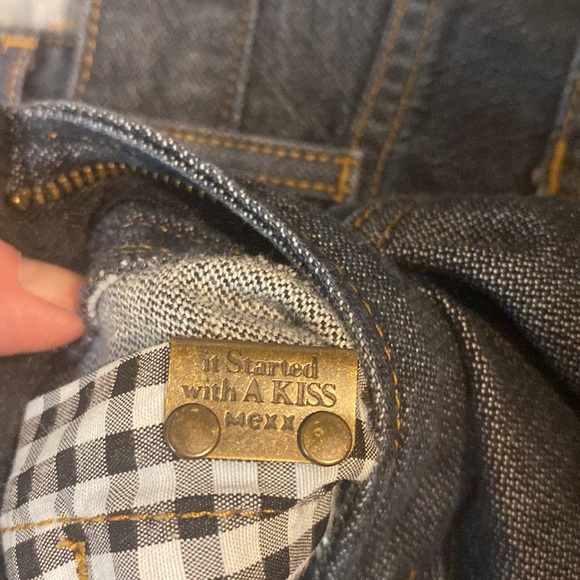 it Started
with A KISS
Mexx